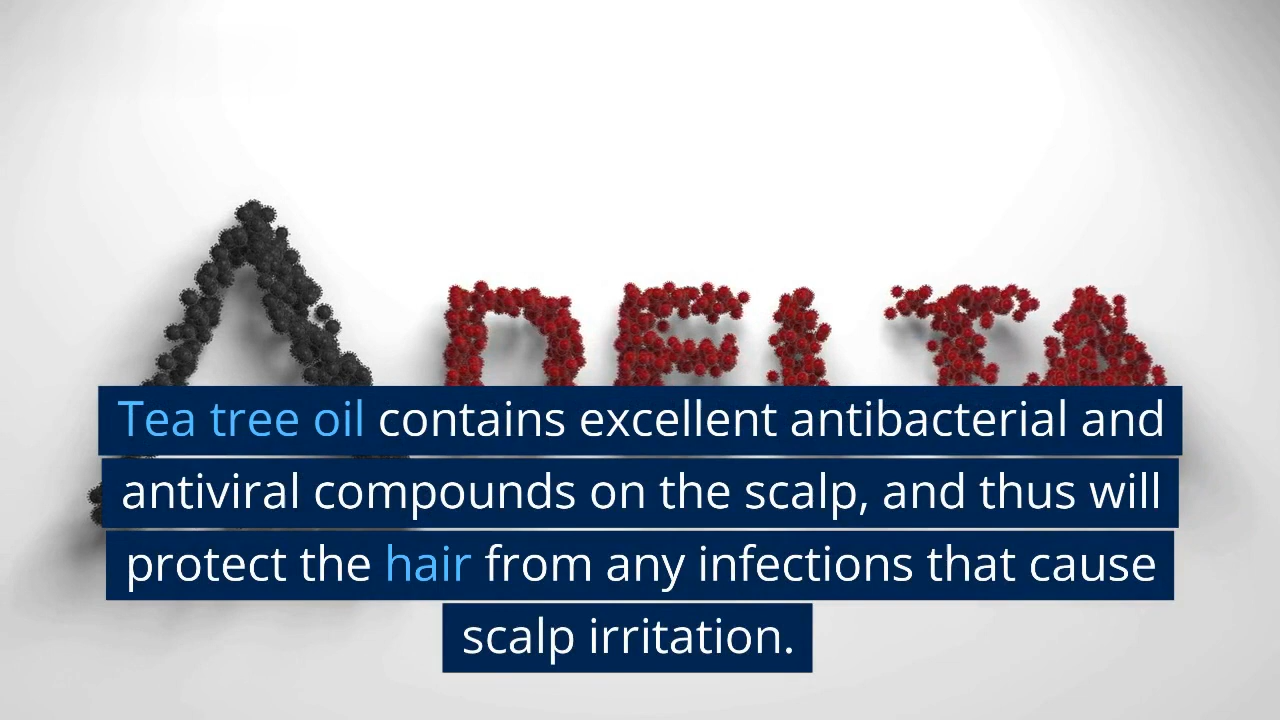 Δ DELTA
Tea tree oil contains excellent antibacterial and
antiviral compounds on the scalp, and thus will
protect the hair from any infections that cause
scalp irritation.